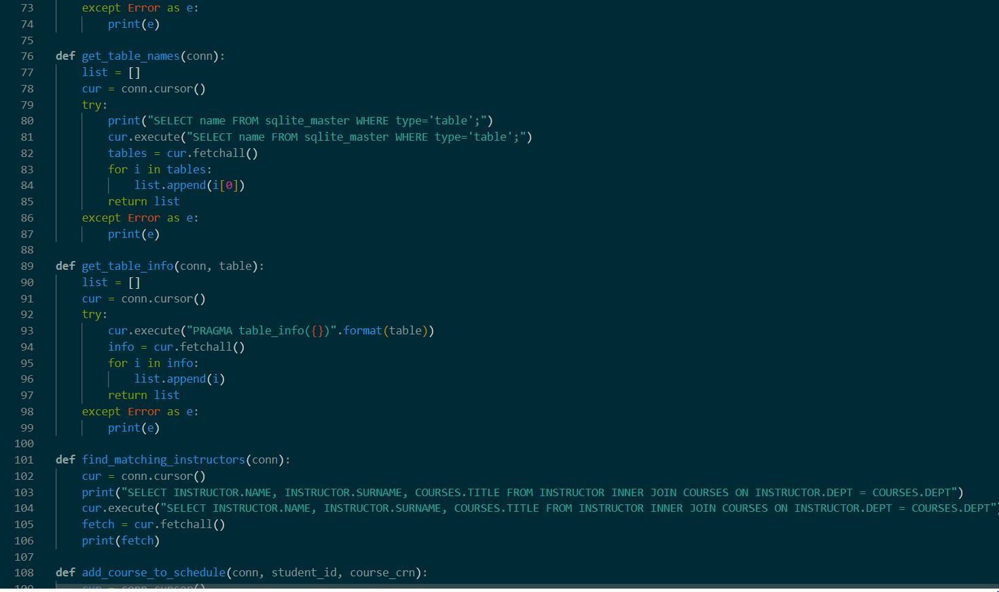 73 except Error as e:
74 print(e)
75
76 def get_table_names(conn):
77 list = []
78 cur = conn.cursor()
79 try:
80 print("SELECT name FROM sqlite_master WHERE type='table';")
81 cur.execute("SELECT name FROM sqlite_master WHERE type='table';")
82 tables = cur.fetchall()
83 for i in tables:
84 list.append(i[0])
85 return list
86 except Error as e:
87 print(e)
88
89 def get_table_info(conn, table):
90 list = []
91 cur = conn.cursor()
92 try:
93 cur.execute("PRAGMA table_info({})".format(table))
94 info = cur.fetchall()
95 for i in info:
96 list.append(i)
97 return list
98 except Error as e:
99 print(e)
100
101 def find_matching_instructors(conn):
102 cur = conn.cursor()
103 print("SELECT INSTRUCTOR.NAME, INSTRUCTOR.SURNAME, COURSES.TITLE FROM INSTRUCTOR INNER JOIN COURSES ON INSTRUCTOR.DEPT = COURSES.DEPT")
104 cur.execute("SELECT INSTRUCTOR.NAME, INSTRUCTOR.SURNAME, COURSES.TITLE FROM INSTRUCTOR INNER JOIN COURSES ON INSTRUCTOR.DEPT = COURSES.DEPT"
105 fetch = cur.fetchall()
106 print(fetch)
107
108 def add_course_to_schedule(conn, student_id, course_crn):
109 cur = conn.cursor()